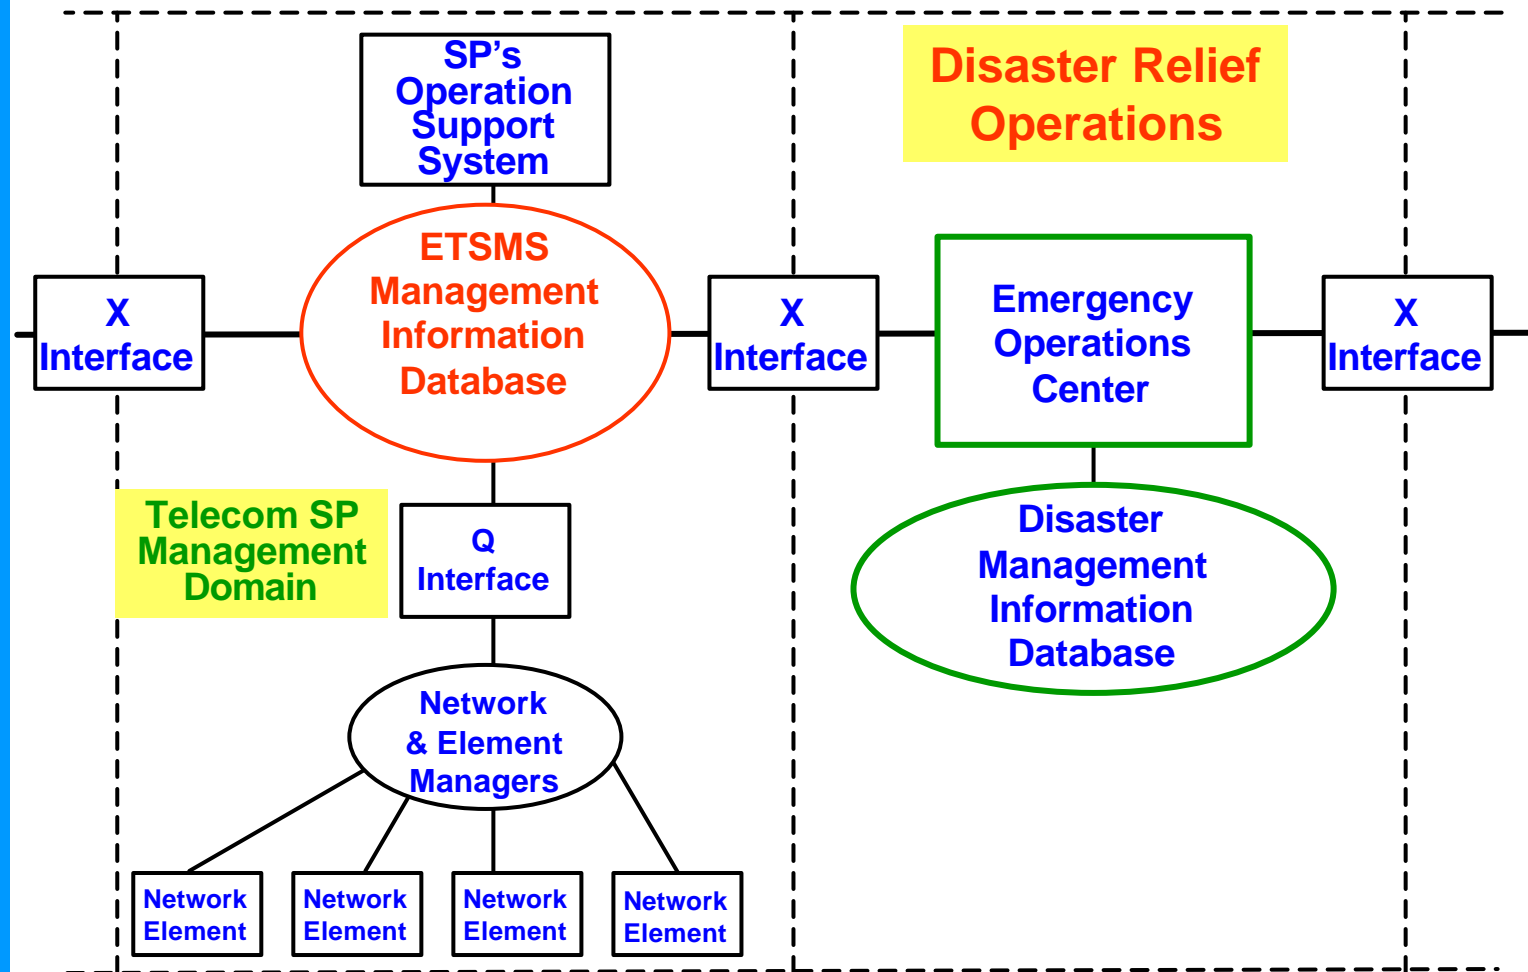 SP's
Operation
Support
System
Disaster Relief
Operations
X
Interface
ETSMS
Management
Information
Database
X
Interface
Emergency
Operations
Center
X
Interface
Telecom SP
Management
Domain
Q
Interface
Disaster
Management
Information
Database
Network
& Element
Managers
Network
Element
Network
Element
Network
Element
Network
Element